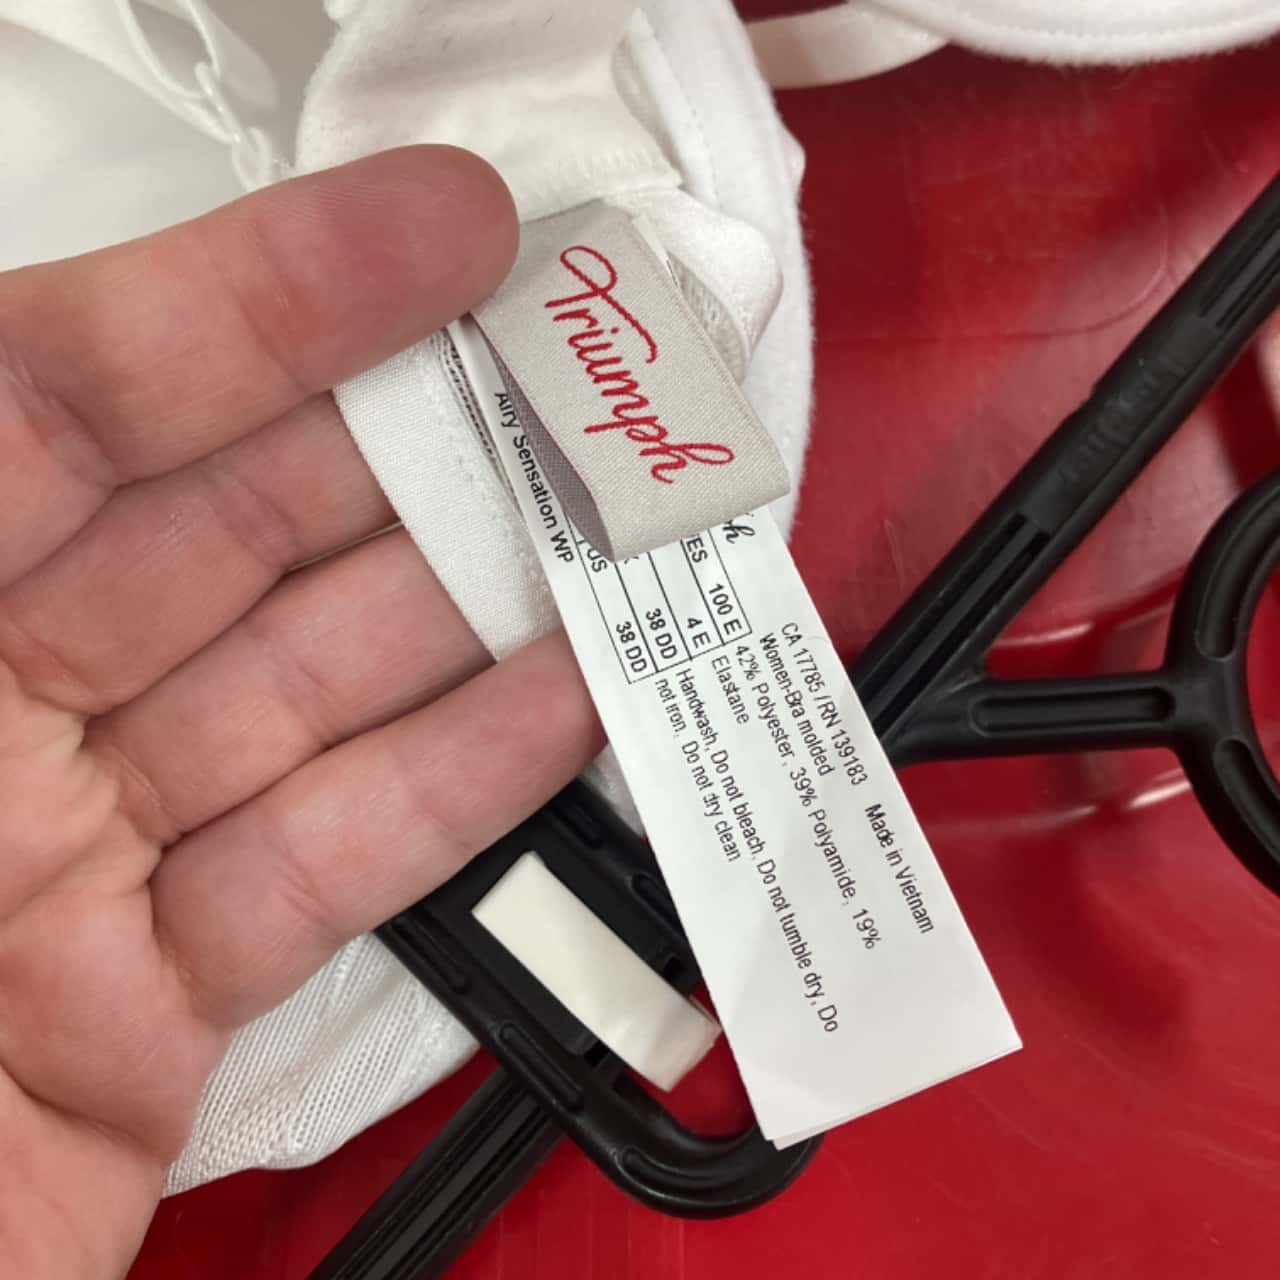 Triumph
Airy Sensation WP
ph
ES 100 E
4 E
38 DD
US 38 DD
CA 17785 / RN 139183 Made in Vietnam
Women-Bra molded
42% Polyester, 39% Polyamide, 19%
Elastane
Handwash, Do not bleach, Do not tumble dry, Do
not iron, Do not dry clean